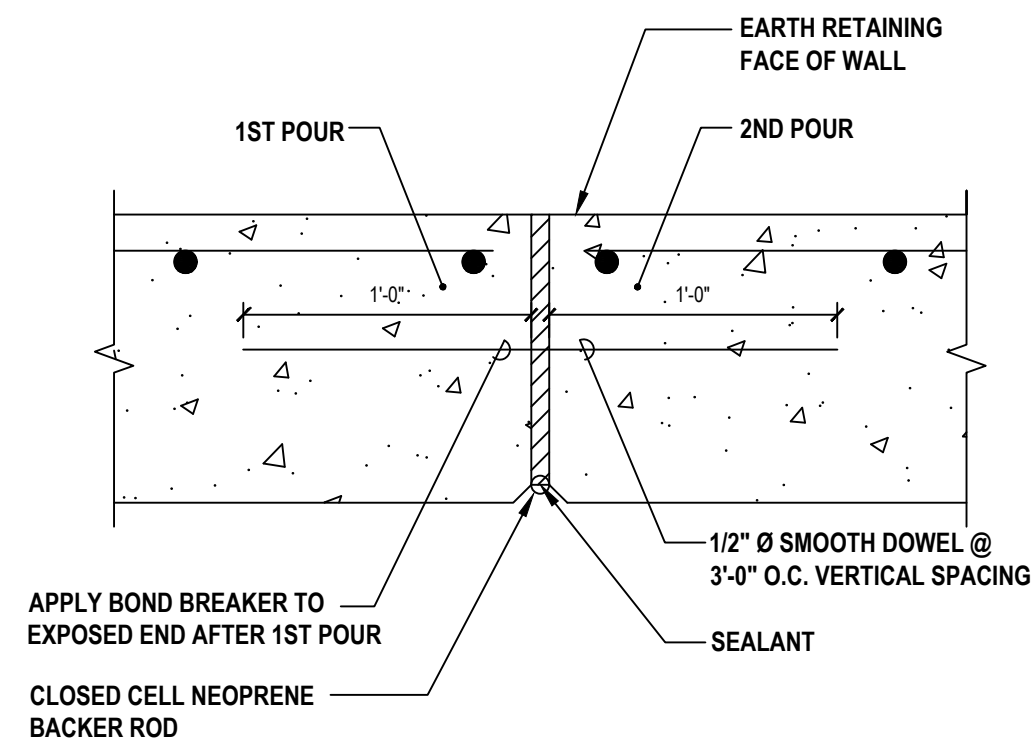 EARTH RETAINING
FACE OF WALL
1ST POUR
2ND POUR
1'-0"
1'-0"
1/2" Ø SMOOTH DOWEL @
3'-0" O.C. VERTICAL SPACING
APPLY BOND BREAKER TO
EXPOSED END AFTER 1ST POUR
SEALANT
CLOSED CELL NEOPRENE
BACKER ROD